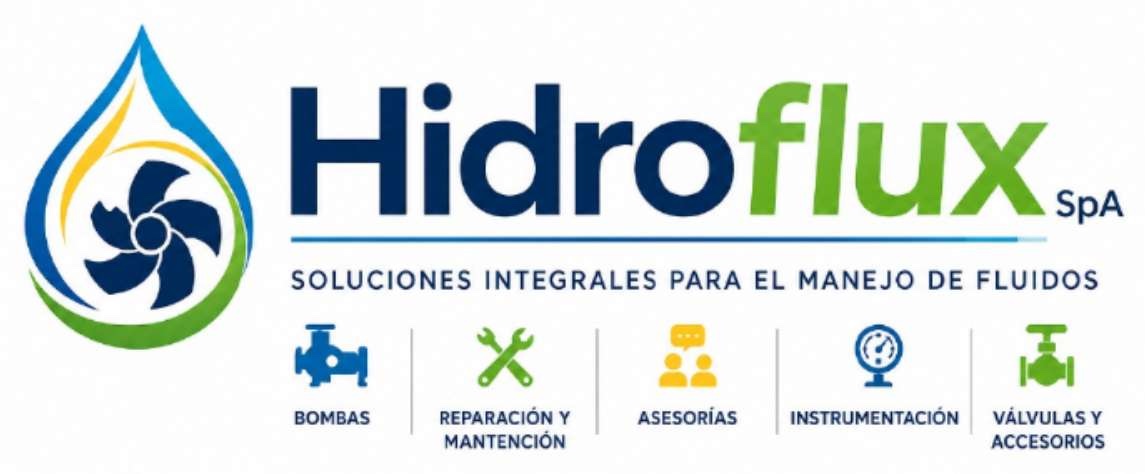 Hidroflux SpA
SOLUCIONES INTEGRALES PARA EL MANEJO DE FLUIDOS
BOMBAS
REPARACIÓN Y
MANTENCIÓN
ASESORÍAS
INSTRUMENTACIÓN
VÁLVULAS Y
ACCESORIOS